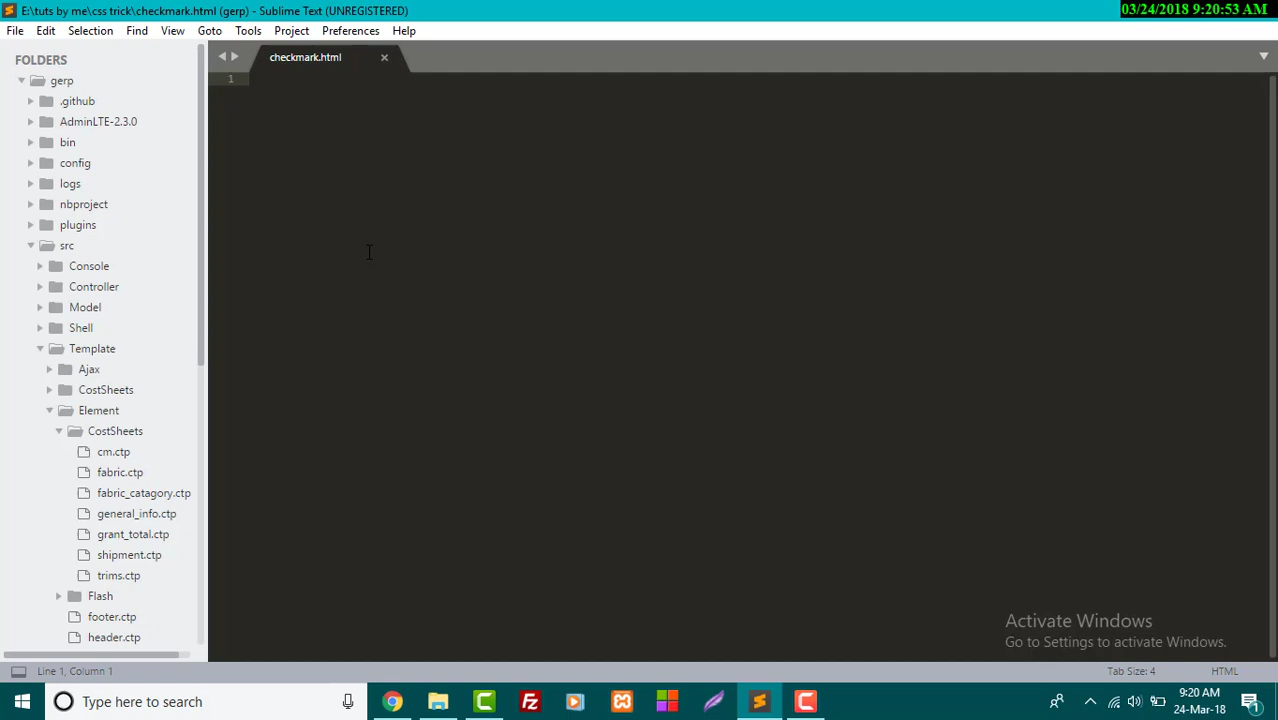 E:\tuts by me\css trick\checkmark.html (gerp) - Sublime Text (UNREGISTERED)
03/24/2018 9:20:53 AM
File Edit Selection Find View Goto Tools Project Preferences Help
FOLDERS
checkmark.html
1
gerp
.github
AdminLTE-2.3.0
bin
config
logs
nbproject
plugins
src
Console
Controller
Model
Shell
Template
Ajax
CostSheets
Element
CostSheets
cm.ctp
fabric.ctp
fabric_catagory.ctp
general_info.ctp
grant_total.ctp
shipment.ctp
trims.ctp
Flash
footer.ctp
header.ctp
Activate Windows
Go to Settings to activate Windows.
Line 1, Column 1
Tab Size: 4
HTML
Type here to search
9:20 AM
24-Mar-18
1